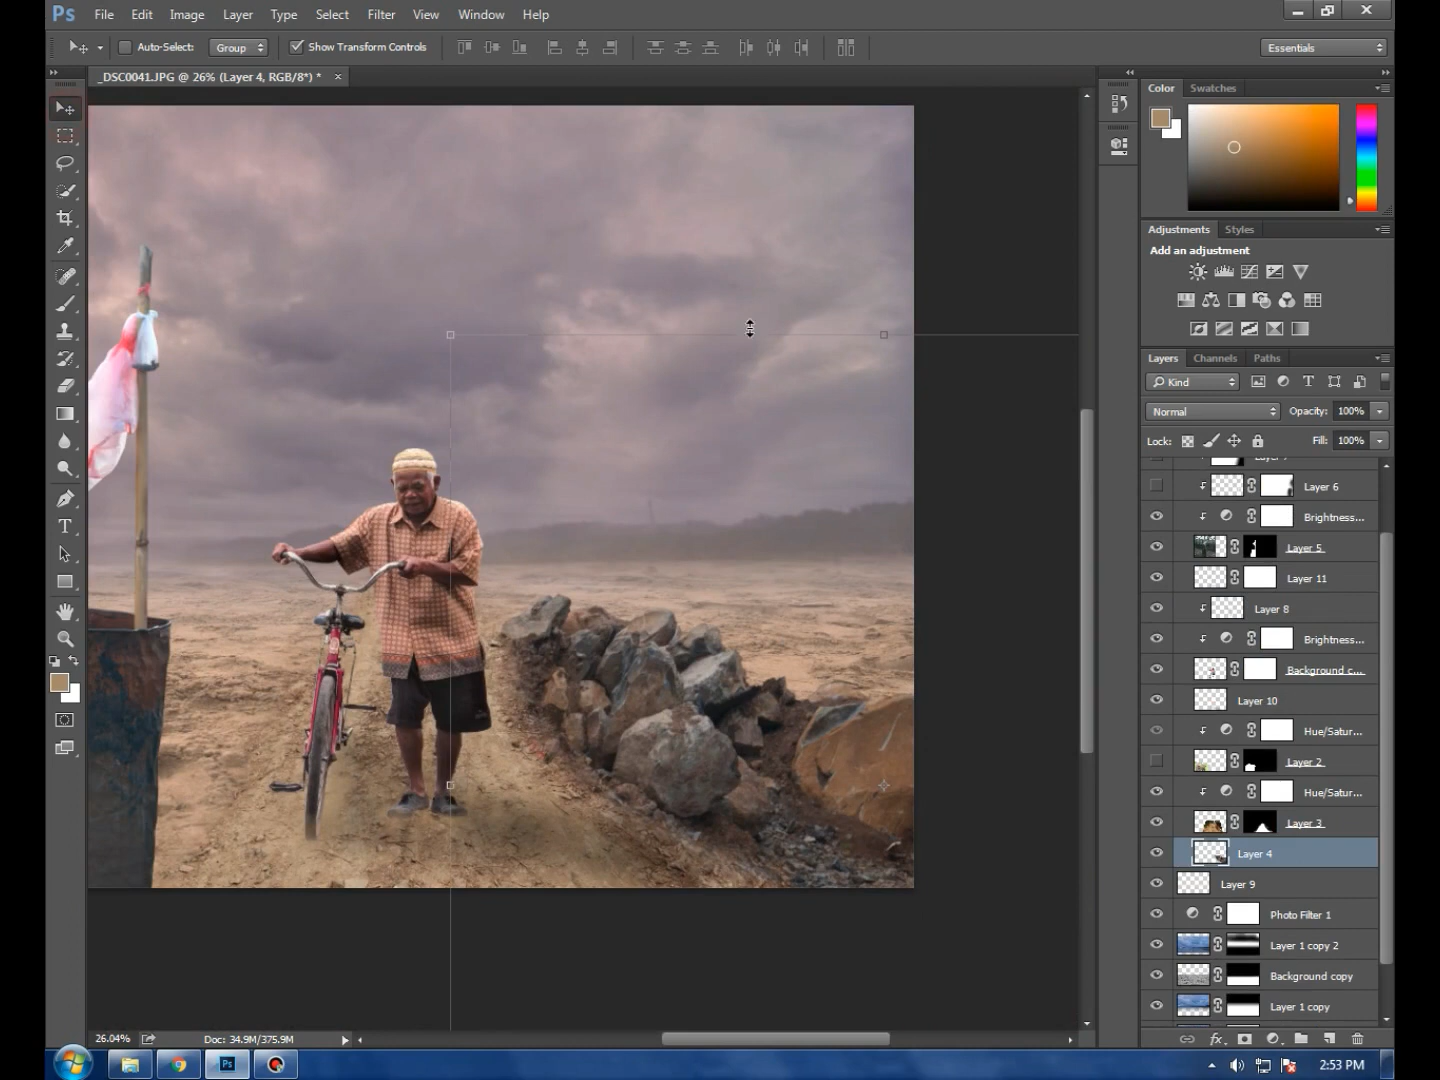 Ps File Edit Image Layer Type Select Filter View Window Help
Auto-Select: Group Show Transform Controls Essentials
_DSC0041.JPG @ 26% (Layer 4, RGB/8*) *
Color Swatches
Adjustments Styles
Add an adjustment
Layers Channels Paths
Kind
Normal Opacity: 100%
Lock: Fill: 100%
Layer 6
Brightness...
Layer 5
Layer 11
Layer 8
Brightness...
Background c...
Layer 10
Hue/Satur...
Layer 2
Hue/Satur...
Layer 3
Layer 4
Layer 9
Photo Filter 1
Layer 1 copy 2
Background copy
Layer 1 copy
26.04% Doc: 34.9M/375.9M
fx
Ps
2:53 PM